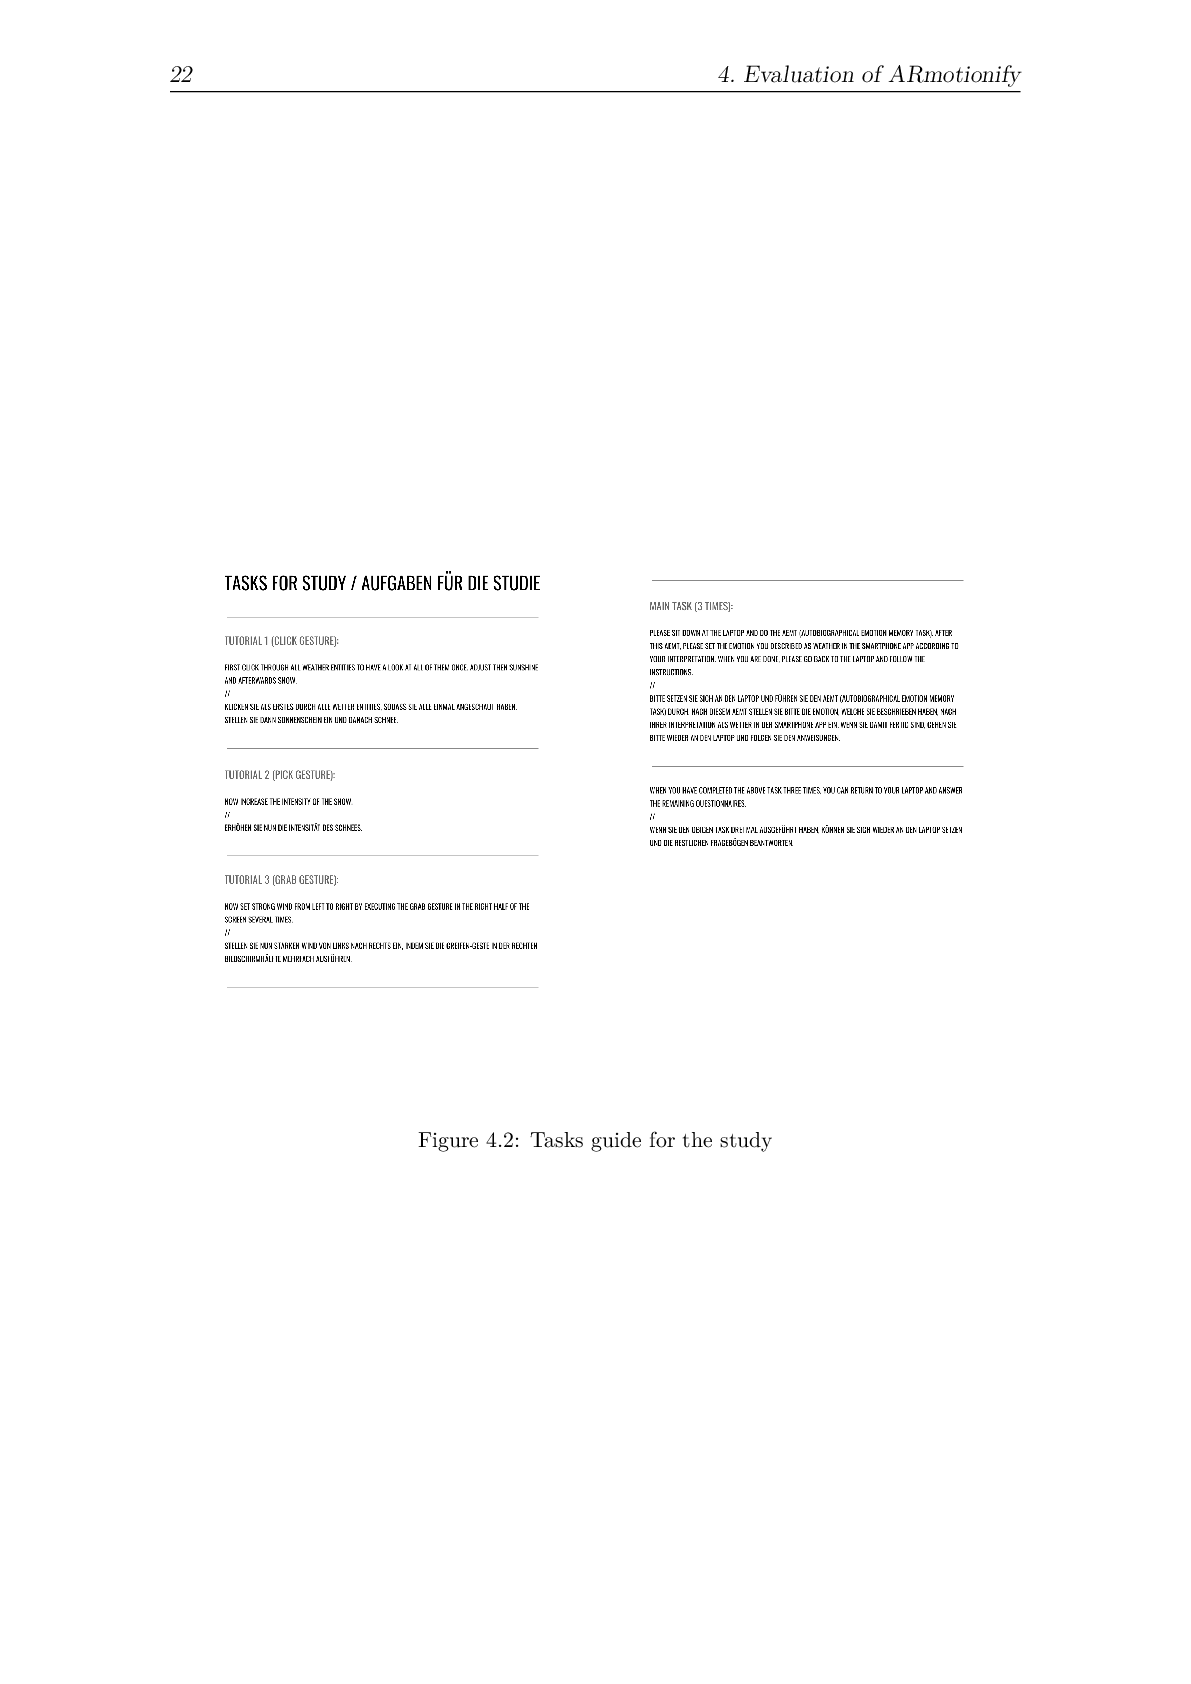 22
4. Evaluation of ARmotionify
TASKS FOR STUDY / AUFGABEN FÜR DIE STUDIE
TUTORIAL 1 (CLICK GESTURE):
FIRST CLICK THROUGH ALL WEATHER ENTITIES TO HAVE A LOOK AT ALL OF THEM ONCE. ADJUST THEN SUNSHINE
AND AFTERWARDS SNOW.
//
KLICKEN SIE ALS ERSTES DURCH ALLE WETTER ENTITIES, SODASS SIE ALLE EINMAL ANGESCHAUT HABEN.
STELLEN SIE DANN SONNENSCHEIN EIN UND DANACH SCHNEE.
TUTORIAL 2 (PICK GESTURE):
NOW INCREASE THE INTENSITY OF THE SNOW.
//
ERHÖHEN SIE NUN DIE INTENSITÄT DES SCHNEES.
TUTORIAL 3 (GRAB GESTURE):
NOW SET STRONG WIND FROM LEFT TO RIGHT BY EXECUTING THE GRAB GESTURE IN THE RIGHT HALF OF THE
SCREEN SEVERAL TIMES.
//
STELLEN SIE NUN STARKEN WIND VON LINKS NACH RECHTS EIN, INDEM SIE DIE GREIFEN-GESTE IN DER RECHTEN
BILDSCHIRMHÄLFTE MEHRFACH AUSFÜHREN.
MAIN TASK (3 TIMES):
PLEASE SIT DOWN AT THE LAPTOP AND DO THE AEMT (AUTOBIOGRAPHICAL EMOTION MEMORY TASK). AFTER
THIS AEMT, PLEASE SET THE EMOTION YOU DESCRIBED AS WEATHER IN THE SMARTPHONE APP ACCORDING TO
YOUR INTERPRETATION. WHEN YOU ARE DONE, PLEASE GO BACK TO THE LAPTOP AND FOLLOW THE
INSTRUCTIONS.
//
BITTE SETZEN SIE SICH AN DEN LAPTOP UND FÜHREN SIE DEN AEMT (AUTOBIOGRAPHICAL EMOTION MEMORY
TASK) DURCH. NACH DIESEM AEMT STELLEN SIE BITTE DIE EMOTION, WELCHE SIE BESCHRIEBEN HABEN, NACH
IHRER INTERPRETATION ALS WETTER IN DER SMARTPHONE APP EIN. WENN SIE DAMIT FERTIG SIND, GEHEN SIE
BITTE WIEDER AN DEN LAPTOP UND FOLGEN SIE DEN ANWEISUNGEN.
WHEN YOU HAVE COMPLETED THE ABOVE TASK THREE TIMES, YOU CAN RETURN TO YOUR LAPTOP AND ANSWER
THE REMAINING QUESTIONNAIRES.
//
WENN SIE DEN OBIGEN TASK DREI MAL AUSGEFÜHRT HABEN, KÖNNEN SIE SICH WIEDER AN DEN LAPTOP SETZEN
UND DIE RESTLICHEN FRAGEBÖGEN BEANTWORTEN.
Figure 4.2: Tasks guide for the study